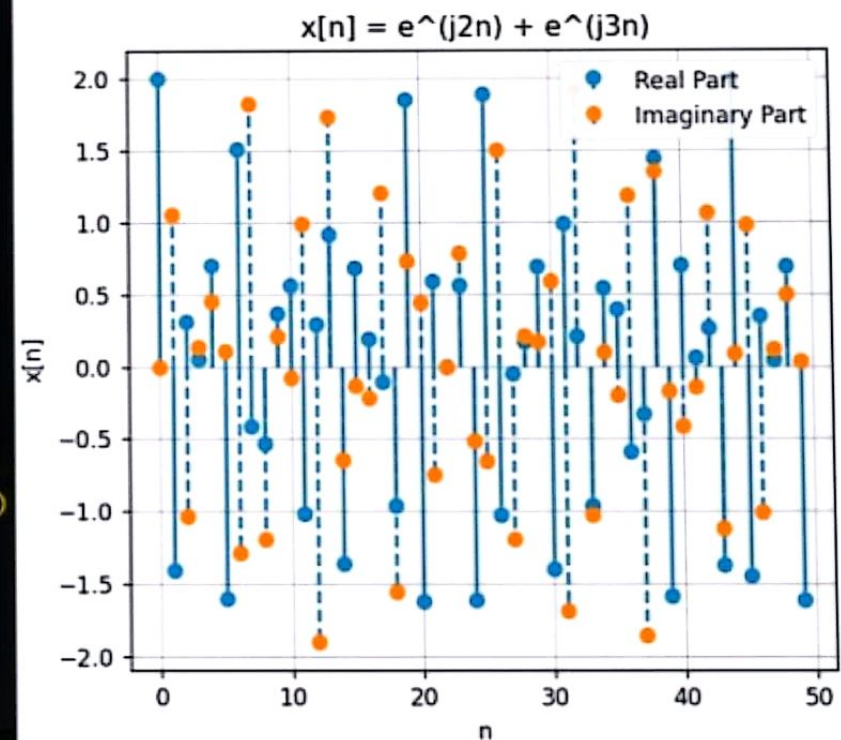 x[n] = e^(j2n) + e^(j3n)
Real Part
Imaginary Part
2.0
1.5
1.0
0.5
0.0
−0.5
−1.0
−1.5
−2.0
x[n]
0 10 20 30 40 50
n